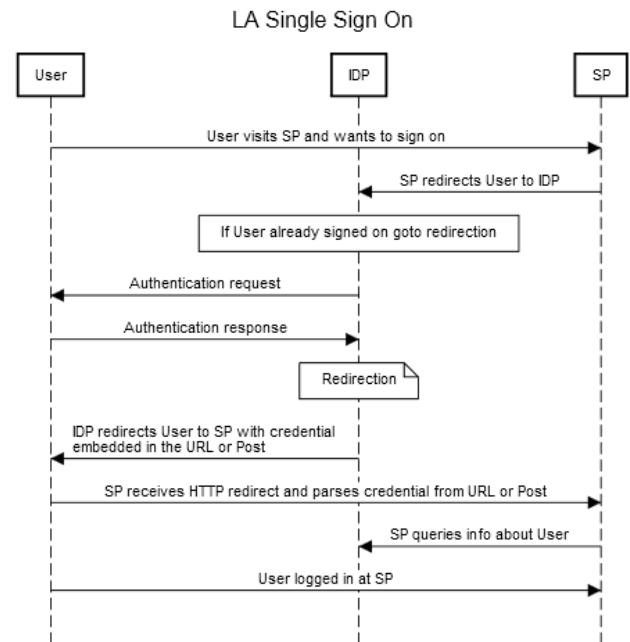 LA Single Sign On
User
IDP
SP
User visits SP and wants to sign on
SP redirects User to IDP
If User already signed on goto redirection
Authentication request
Authentication response
Redirection
IDP redirects User to SP with credential
embedded in the URL or Post
SP receives HTTP redirect and parses credential from URL or Post
SP queries info about User
User logged in at SP